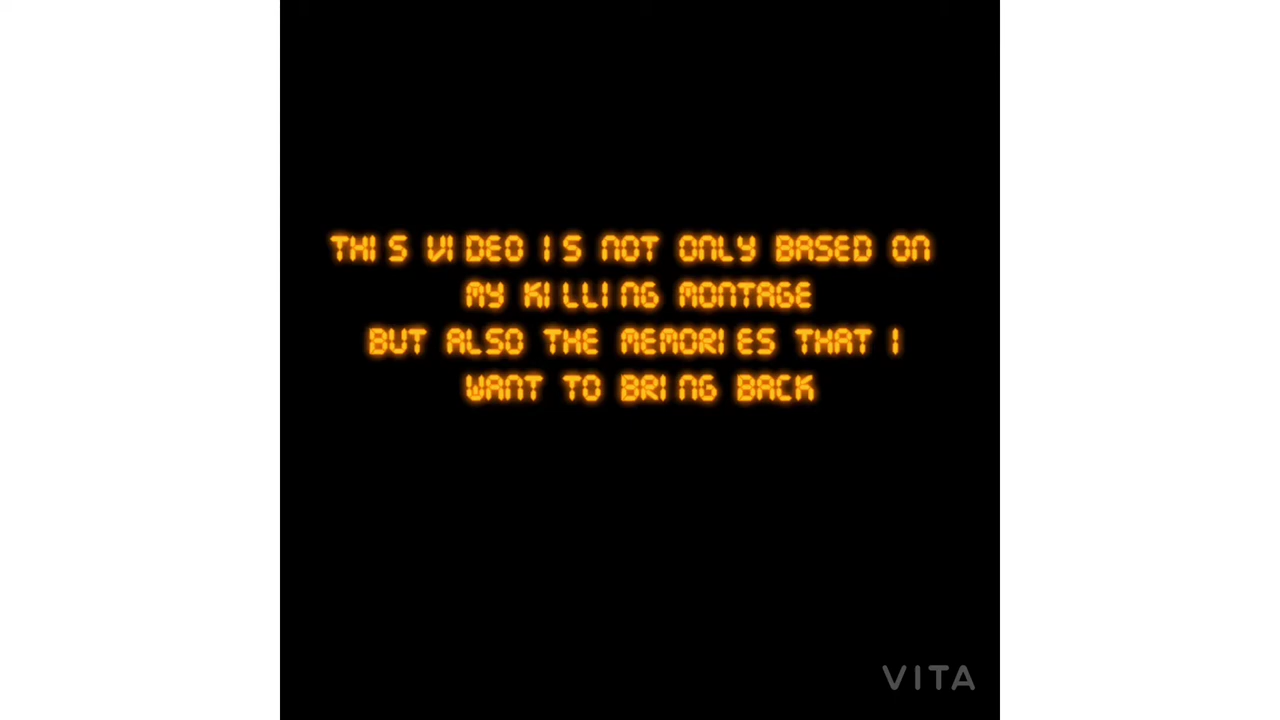 THIS VIDEO IS NOT ONLY BASED ON
MY KILLING MONTAGE
BUT ALSO THE MEMORIES THAT I
WANT TO BRING BACK
VITA